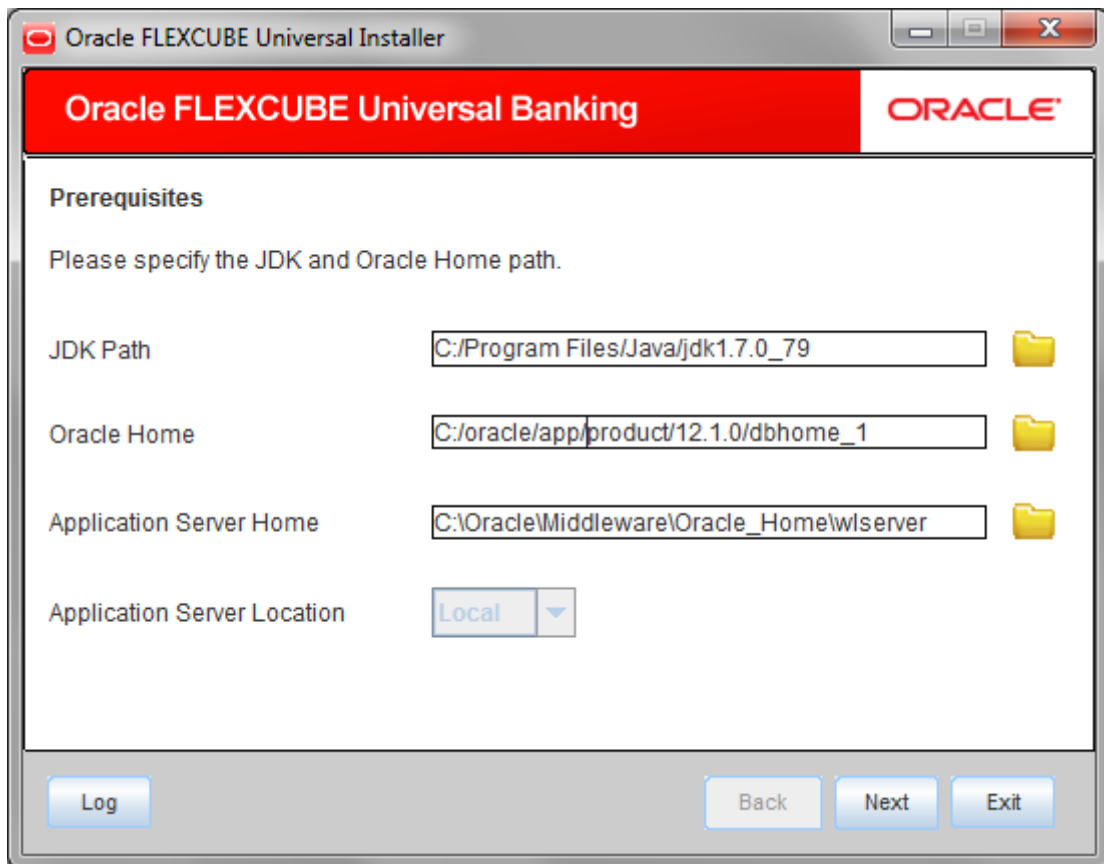 Oracle FLEXCUBE Universal Installer
Oracle FLEXCUBE Universal Banking
ORACLE
Prerequisites
Please specify the JDK and Oracle Home path.
JDK Path C:/Program Files/Java/jdk1.7.0_79
Oracle Home C:/oracle/app/product/12.1.0/dbhome_1
Application Server Home C:\Oracle\Middleware\Oracle_Home\wlserver
Application Server Location Local
Log Back Next Exit